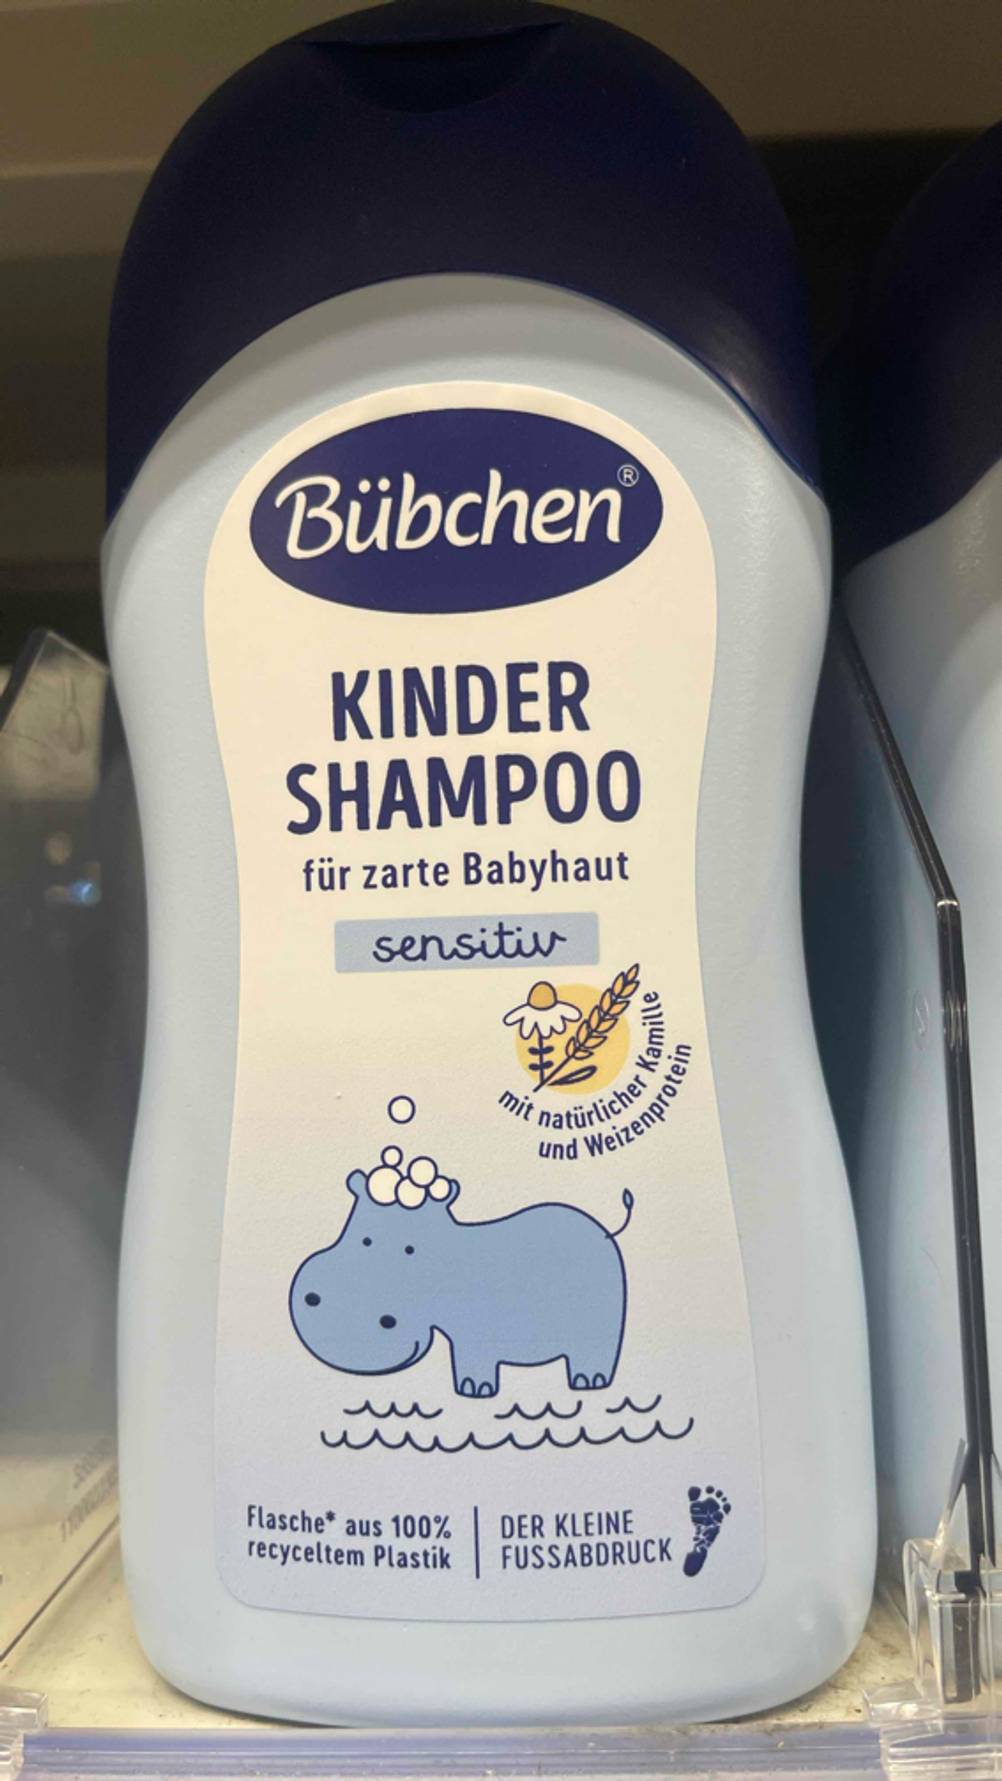 Bübchen®
KINDER
SHAMPOO
für zarte Babyhaut
sensitiv
mit natürlicher Kamille
und Weizenprotein
Flasche* aus 100%
recyceltem Plastik
DER KLEINE
FUSSABDRUCK